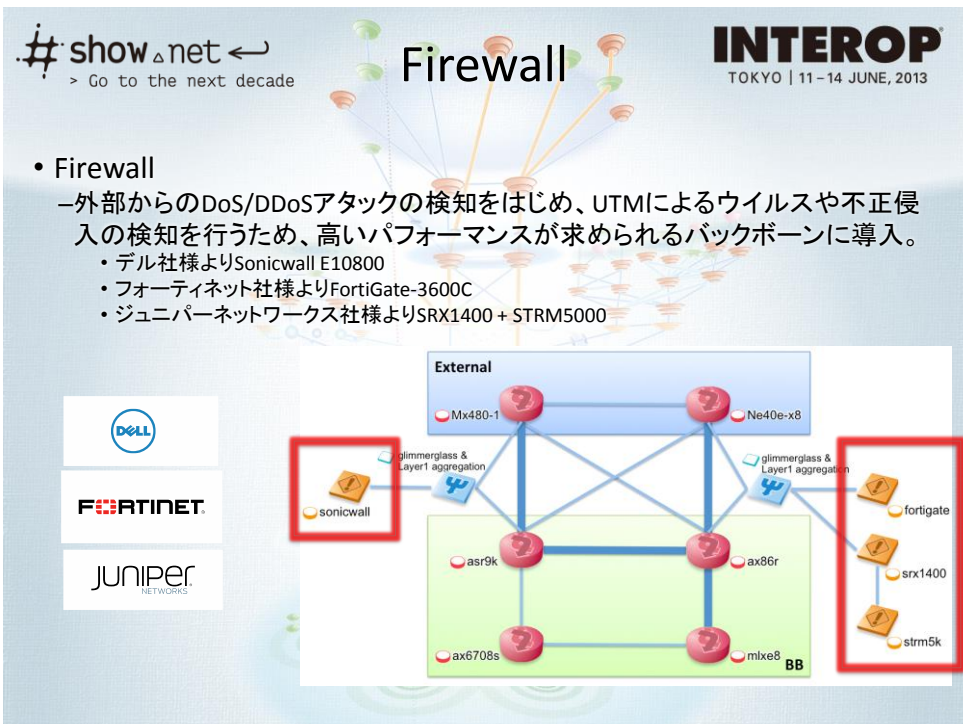 show net
> Go to the next decade
Firewall
INTEROP
TOKYO | 11 – 14 JUNE, 2013
• Firewall
–外部からのDoS/DDoSアタックの検知をはじめ、UTMによるウイルスや不正侵
入の検知を行うため、高いパフォーマンスが求められるバックボーンに導入。
• デル社様よりSonicwall E10800
• フォーティネット社様よりFortiGate-3600C
• ジュニパーネットワークス社様よりSRX1400 + STRM5000
DELL
FORTINET.
JUNIPER
NETWORKS
External
Mx480-1
Ne40e-x8
glimmerglass &
Layer1 aggregation
glimmerglass &
Layer1 aggregation
sonicwall
fortigate
asr9k
ax86r
srx1400
ax6708s
mlxe8
BB
strm5k